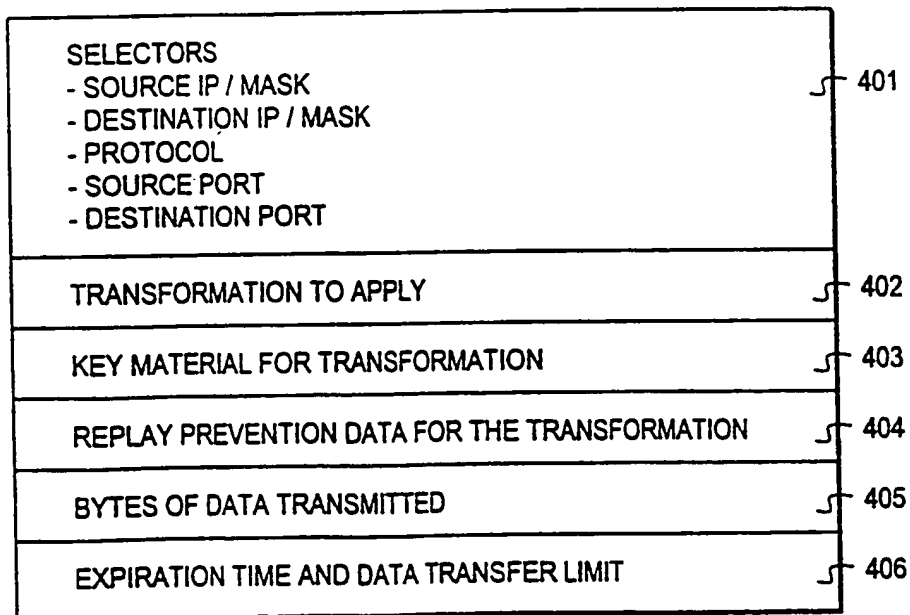 SELECTORS
- SOURCE IP / MASK 401
- DESTINATION IP / MASK
- PROTOCOL
- SOURCE PORT
- DESTINATION PORT
TRANSFORMATION TO APPLY 402
KEY MATERIAL FOR TRANSFORMATION 403
REPLAY PREVENTION DATA FOR THE TRANSFORMATION 404
BYTES OF DATA TRANSMITTED 405
EXPIRATION TIME AND DATA TRANSFER LIMIT 406